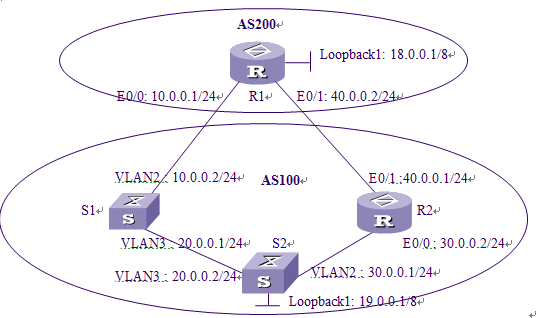 AS200
Loopback1: 18.0.0.1/8
R
E0/0: 10.0.0.1/24
R1
E0/1: 40.0.0.2/24
VLAN2 : 10.0.0.2/24
AS100
E0/1 :40.0.0.1/24
S1
S
R
R2
VLAN3 : 20.0.0.1/24
S2
E0/0 : 30.0.0.2/24
VLAN3 : 20.0.0.2/24
S
VLAN2 : 30.0.0.1/24
Loopback1: 19.0.0.1/8